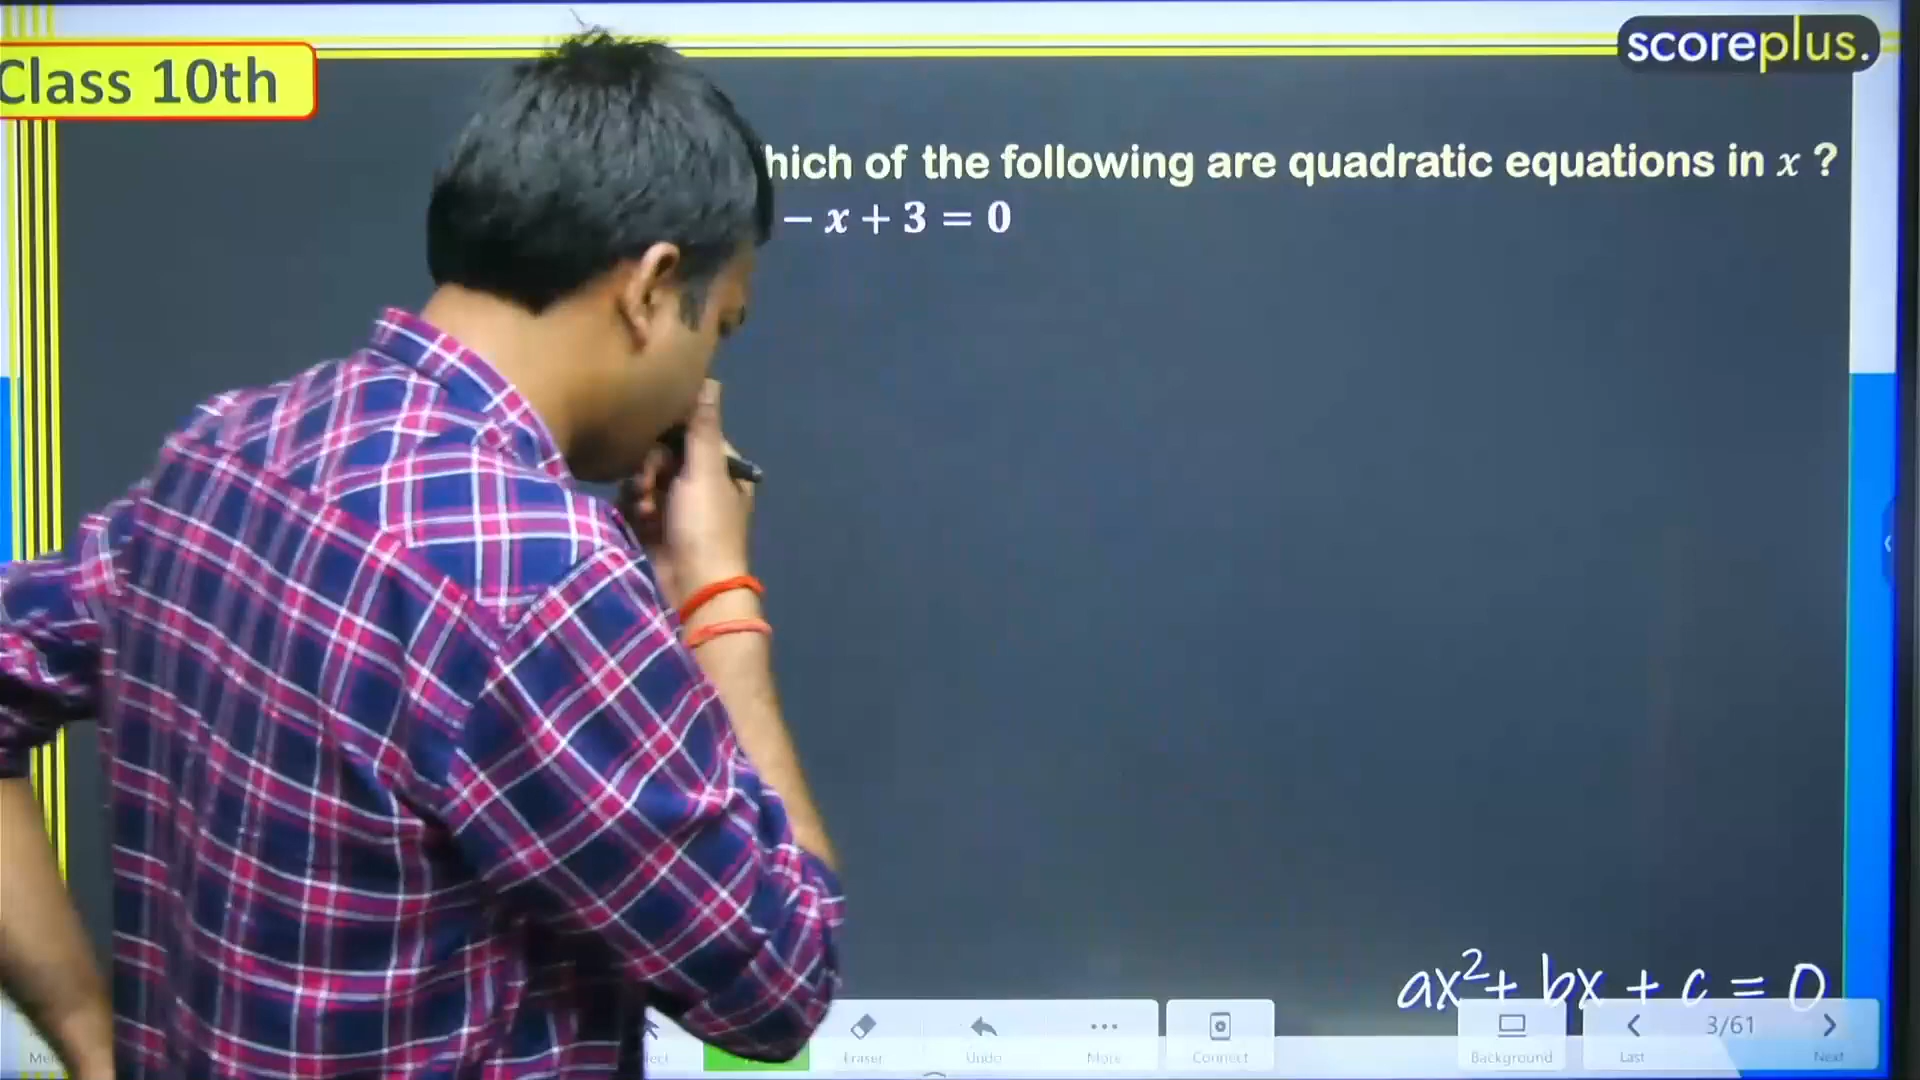 Class 10th
scoreplus.
hich of the following are quadratic equations in x ?
− x + 3 = 0
ax² + bx + c = 0
Eraser
Undo
More
Connect
Background
Last
3/61
Next